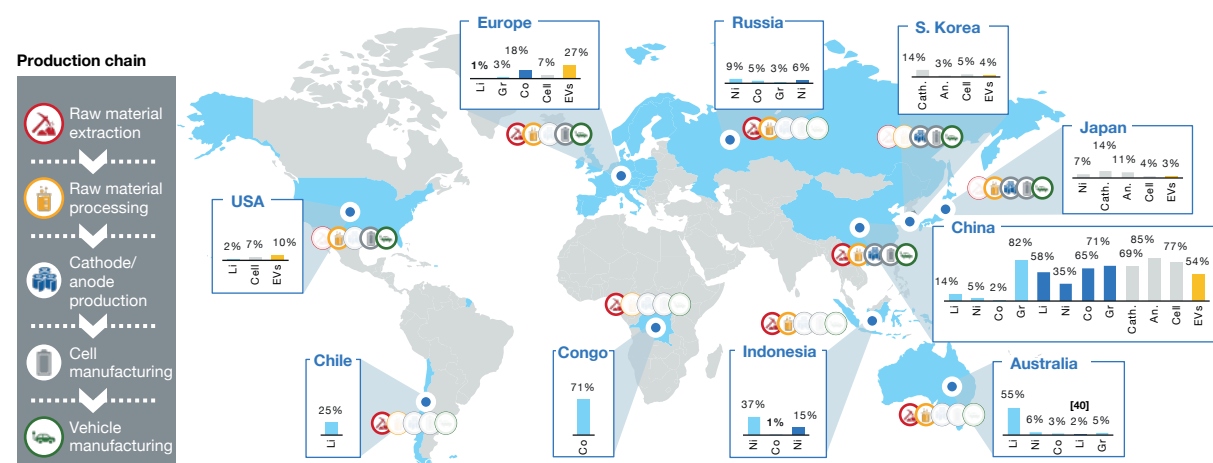 Production chain
Raw material
extraction
Raw material
processing
Cathode/
anode
production
Cell
manufacturing
Vehicle
manufacturing
USA
2% 7% 10%
Li Cell EVs
Chile
25%
Li
Europe
1% 3% 18% 7% 27%
Li Gr Co Cell EVs
Congo
71%
Co
Russia
9% 5% 3% 6%
Ni Co Gr Ni
Indonesia
37% 1% 15%
Ni Co Ni
S. Korea
14% 3% 5% 4%
Cath. An. Cell EVs
Japan
7% 14% 11% 4% 3%
Ni Cath. An. Cell EVs
China
14% 5% 2% 82% 58% 35% 65% 71% 69% 85% 77% 54%
Li Ni Co Gr Li Ni Co Gr Cath. An. Cell EVs
Australia
[40]
55% 6% 3% 2% 5%
Li Ni Co Li Gr